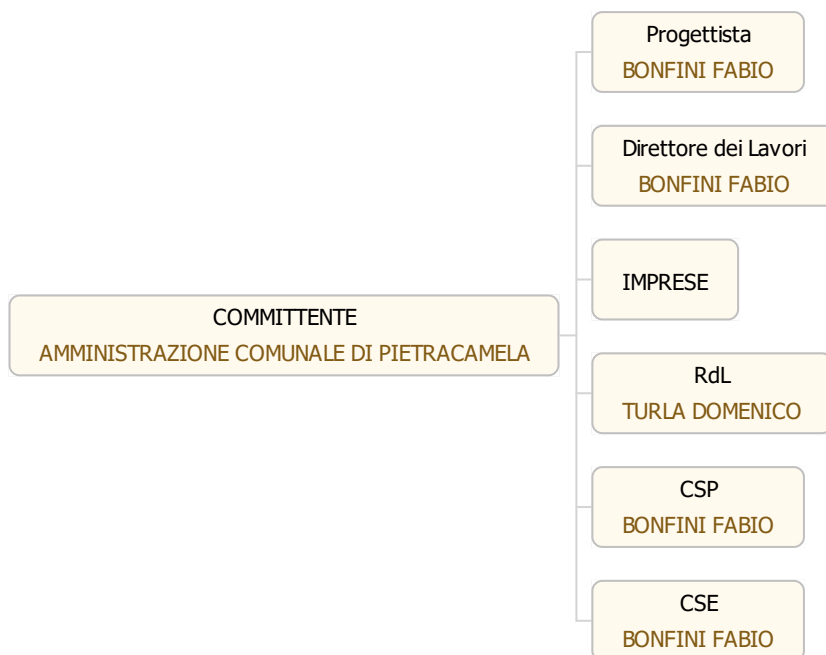 Progettista
BONFINI FABIO
Direttore dei Lavori
BONFINI FABIO
IMPRESE
COMMITTENTE
AMMINISTRAZIONE COMUNALE DI PIETRACAMELA
RdL
TURLA DOMENICO
CSP
BONFINI FABIO
CSE
BONFINI FABIO